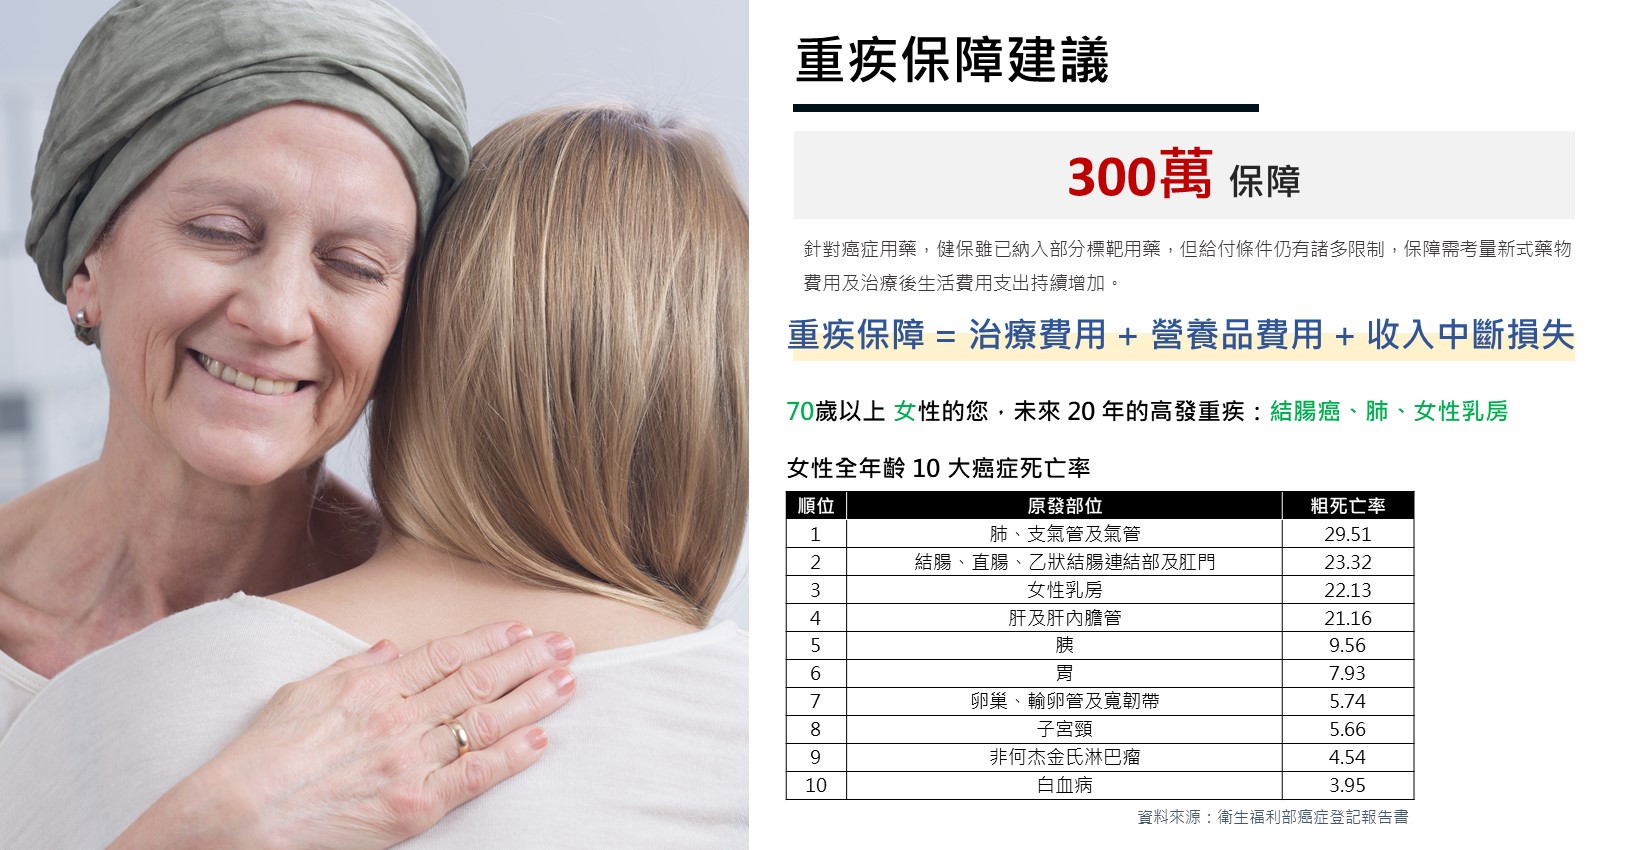 重疾保障建議
300萬 保障
針對癌症用藥，健保雖已納入部分標靶用藥，但給付條件仍有諸多限制，保障需考量新式藥物
費用及治療後生活費用支出持續增加。
重疾保障 = 治療費用 + 營養品費用 + 收入中斷損失
70歲以上 女性的您，未來 20 年的高發重疾：結腸癌、肺、女性乳房
女性全年齡 10 大癌症死亡率
順位 原發部位 粗死亡率
1 肺、支氣管及氣管 29.51
2 結腸、直腸、乙狀結腸連結部及肛門 23.32
3 女性乳房 22.13
4 肝及肝內膽管 21.16
5 胰 9.56
6 胃 7.93
7 卵巢、輸卵管及寬韌帶 5.74
8 子宮頸 5.66
9 非何杰金氏淋巴瘤 4.54
10 白血病 3.95
資料來源：衛生福利部癌症登記報告書